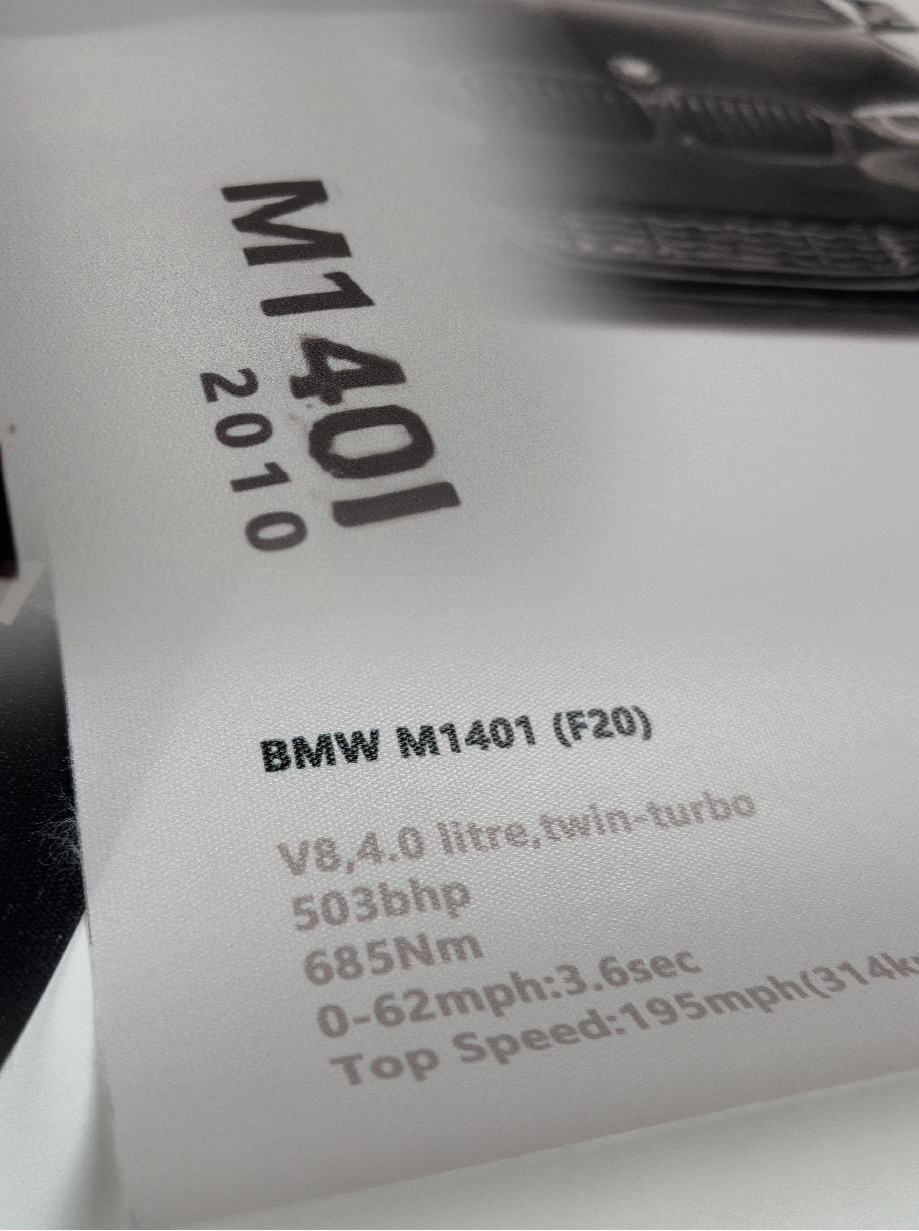 M140I
2010
BMW M1401 (F20)
V8,4.0 litre,twin-turbo
503bhp
685Nm
0-62mph:3.6sec
Top Speed:195mph(314k